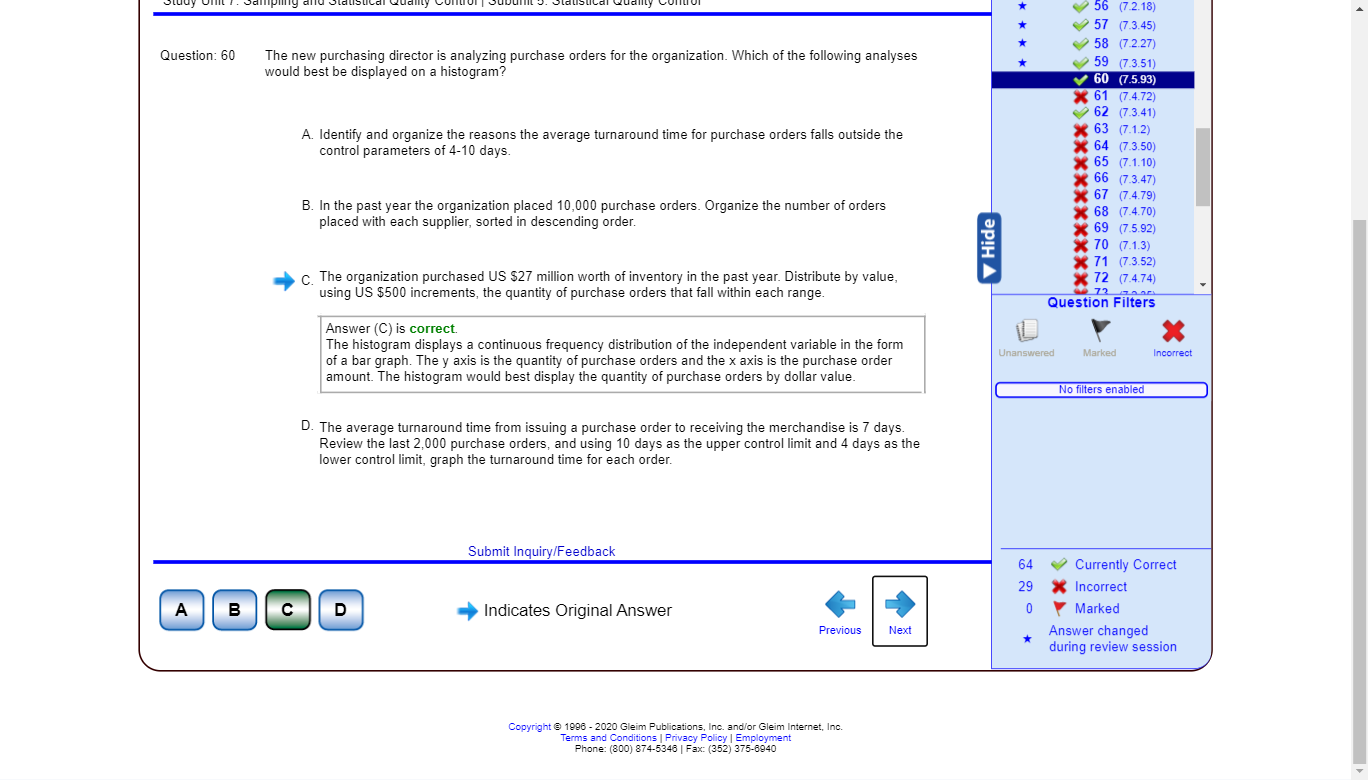 Study Unit 7: Sampling and Statistical Quality Control | Subunit 5: Statistical Quality Control
Question: 60
The new purchasing director is analyzing purchase orders for the organization. Which of the following analyses
would best be displayed on a histogram?
A. Identify and organize the reasons the average turnaround time for purchase orders falls outside the
control parameters of 4-10 days.
B. In the past year the organization placed 10,000 purchase orders. Organize the number of orders
placed with each supplier, sorted in descending order.
C. The organization purchased US $27 million worth of inventory in the past year. Distribute by value,
using US $500 increments, the quantity of purchase orders that fall within each range.
Answer (C) is correct.
The histogram displays a continuous frequency distribution of the independent variable in the form
of a bar graph. The y axis is the quantity of purchase orders and the x axis is the purchase order
amount. The histogram would best display the quantity of purchase orders by dollar value.
D. The average turnaround time from issuing a purchase order to receiving the merchandise is 7 days.
Review the last 2,000 purchase orders, and using 10 days as the upper control limit and 4 days as the
lower control limit, graph the turnaround time for each order.
Submit Inquiry/Feedback
A B C D
Indicates Original Answer
Previous
Next
Hide
56 (7.2.18)
57 (7.3.45)
58 (7.2.27)
59 (7.3.51)
60 (7.5.93)
61 (7.4.72)
62 (7.3.41)
63 (7.1.2)
64 (7.3.50)
65 (7.1.10)
66 (7.3.47)
67 (7.4.79)
68 (7.4.70)
69 (7.5.92)
70 (7.1.3)
71 (7.3.52)
72 (7.4.74)
73
Question Filters
Unanswered Marked Incorrect
No filters enabled
64 Currently Correct
29 Incorrect
0 Marked
Answer changed
during review session
Copyright © 1996 - 2020 Gleim Publications, Inc. and/or Gleim Internet, Inc.
Terms and Conditions | Privacy Policy | Employment
Phone: (800) 874-5346 | Fax: (352) 375-6940